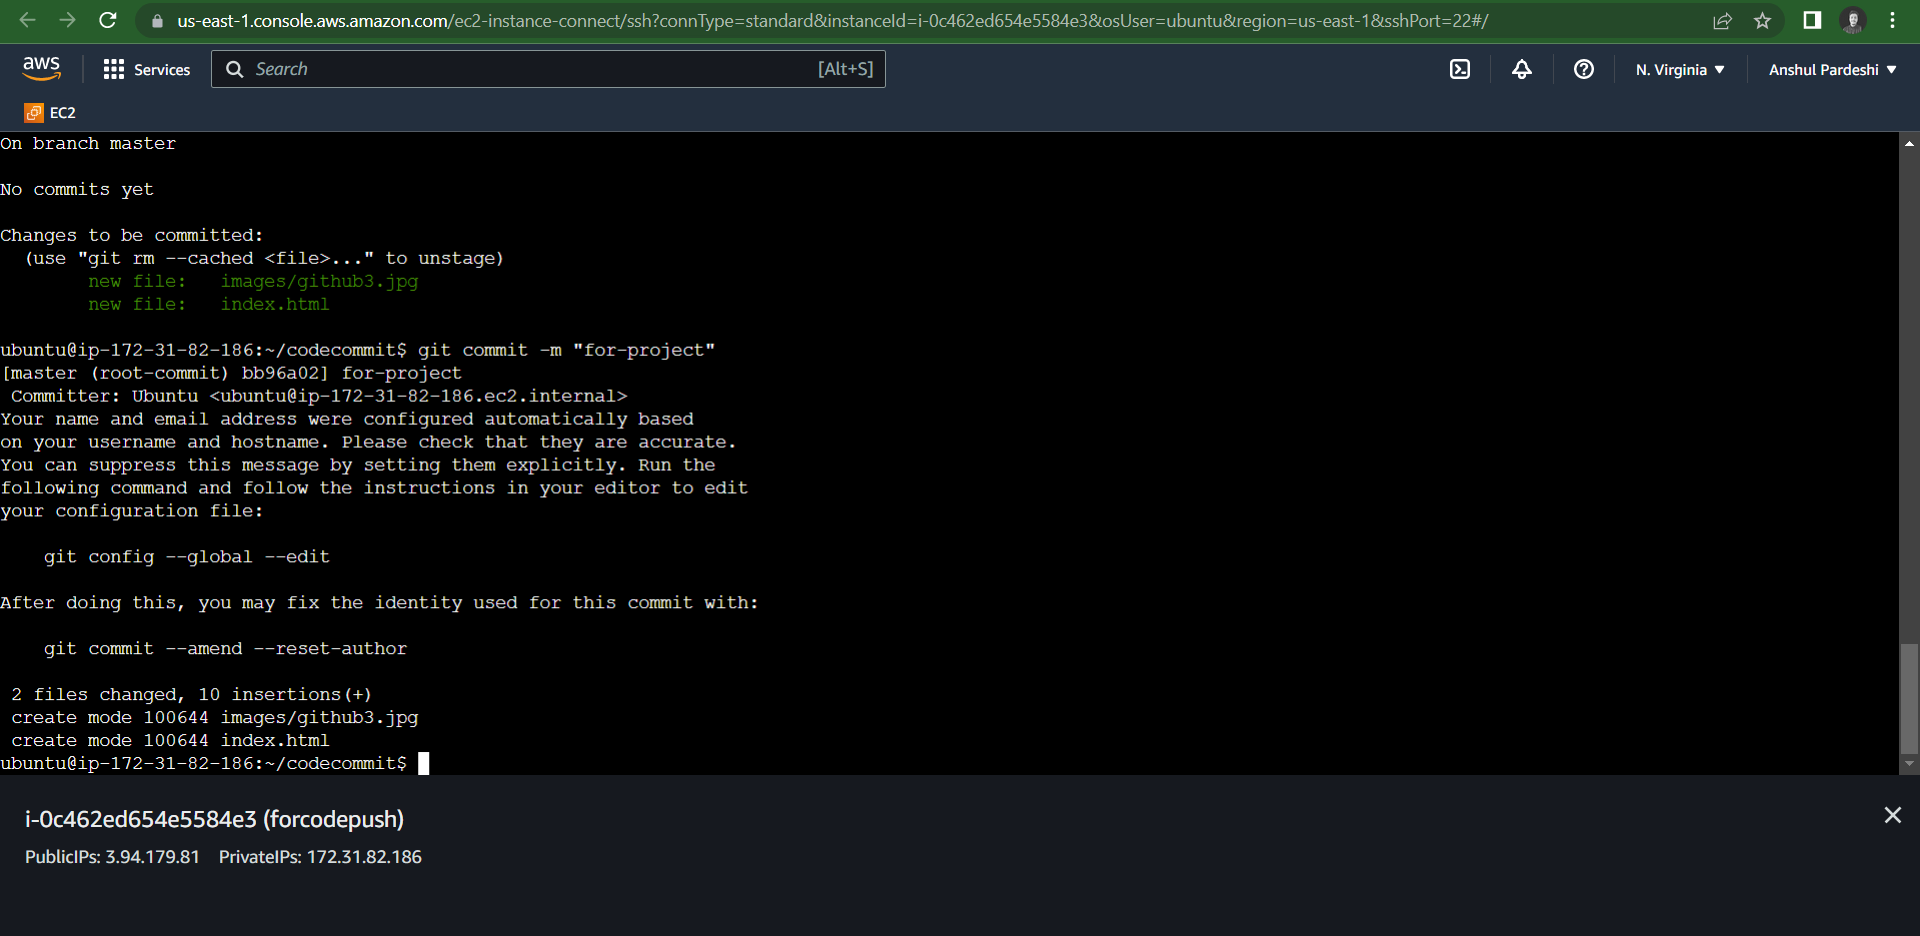 us-east-1.console.aws.amazon.com/ec2-instance-connect/ssh?connType=standard&instanceId=i-0c462ed654e5584e3&osUser=ubuntu&region=us-east-1&sshPort=22#/
aws Services Search [Alt+S] N. Virginia Anshul Pardeshi
EC2
On branch master
No commits yet
Changes to be committed:
(use "git rm --cached <file>..." to unstage)
new file: images/github3.jpg
new file: index.html
ubuntu@ip-172-31-82-186:~/codecommit$ git commit -m "for-project"
[master (root-commit) bb96a02] for-project
Committer: Ubuntu <ubuntu@ip-172-31-82-186.ec2.internal>
Your name and email address were configured automatically based
on your username and hostname. Please check that they are accurate.
You can suppress this message by setting them explicitly. Run the
following command and follow the instructions in your editor to edit
your configuration file:
git config --global --edit
After doing this, you may fix the identity used for this commit with:
git commit --amend --reset-author
2 files changed, 10 insertions(+)
create mode 100644 images/github3.jpg
create mode 100644 index.html
ubuntu@ip-172-31-82-186:~/codecommit$
i-0c462ed654e5584e3 (forcodepush)
PublicIPs: 3.94.179.81 PrivateIPs: 172.31.82.186